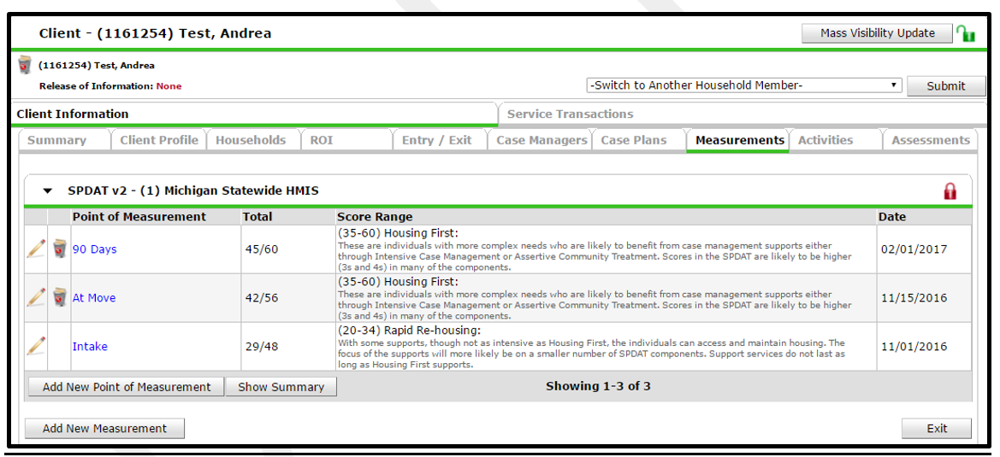 Client - (1161254) Test, Andrea
Mass Visibility Update
(1161254) Test, Andrea
Release of Information: None
-Switch to Another Household Member-
Submit
Client Information
Service Transactions
Summary
Client Profile
Households
ROI
Entry / Exit
Case Managers
Case Plans
Measurements
Activities
Assessments
SPDAT v2 - (1) Michigan Statewide HMIS
Point of Measurement
Total
Score Range
Date
90 Days
45/60
(35-60) Housing First:
These are individuals with more complex needs who are likely to benefit from case management supports either
through Intensive Case Management or Assertive Community Treatment. Scores in the SPDAT are likely to be higher
(3s and 4s) in many of the components.
02/01/2017
At Move
42/56
(35-60) Housing First:
These are individuals with more complex needs who are likely to benefit from case management supports either
through Intensive Case Management or Assertive Community Treatment. Scores in the SPDAT are likely to be higher
(3s and 4s) in many of the components.
11/15/2016
Intake
29/48
(20-34) Rapid Re-housing:
With some supports, though not as intensive as Housing First, the individuals can access and maintain housing. The
focus of the supports will more likely be on a smaller number of SPDAT components. Support services do not last as
long as Housing First supports.
11/01/2016
Add New Point of Measurement
Show Summary
Showing 1-3 of 3
Add New Measurement
Exit